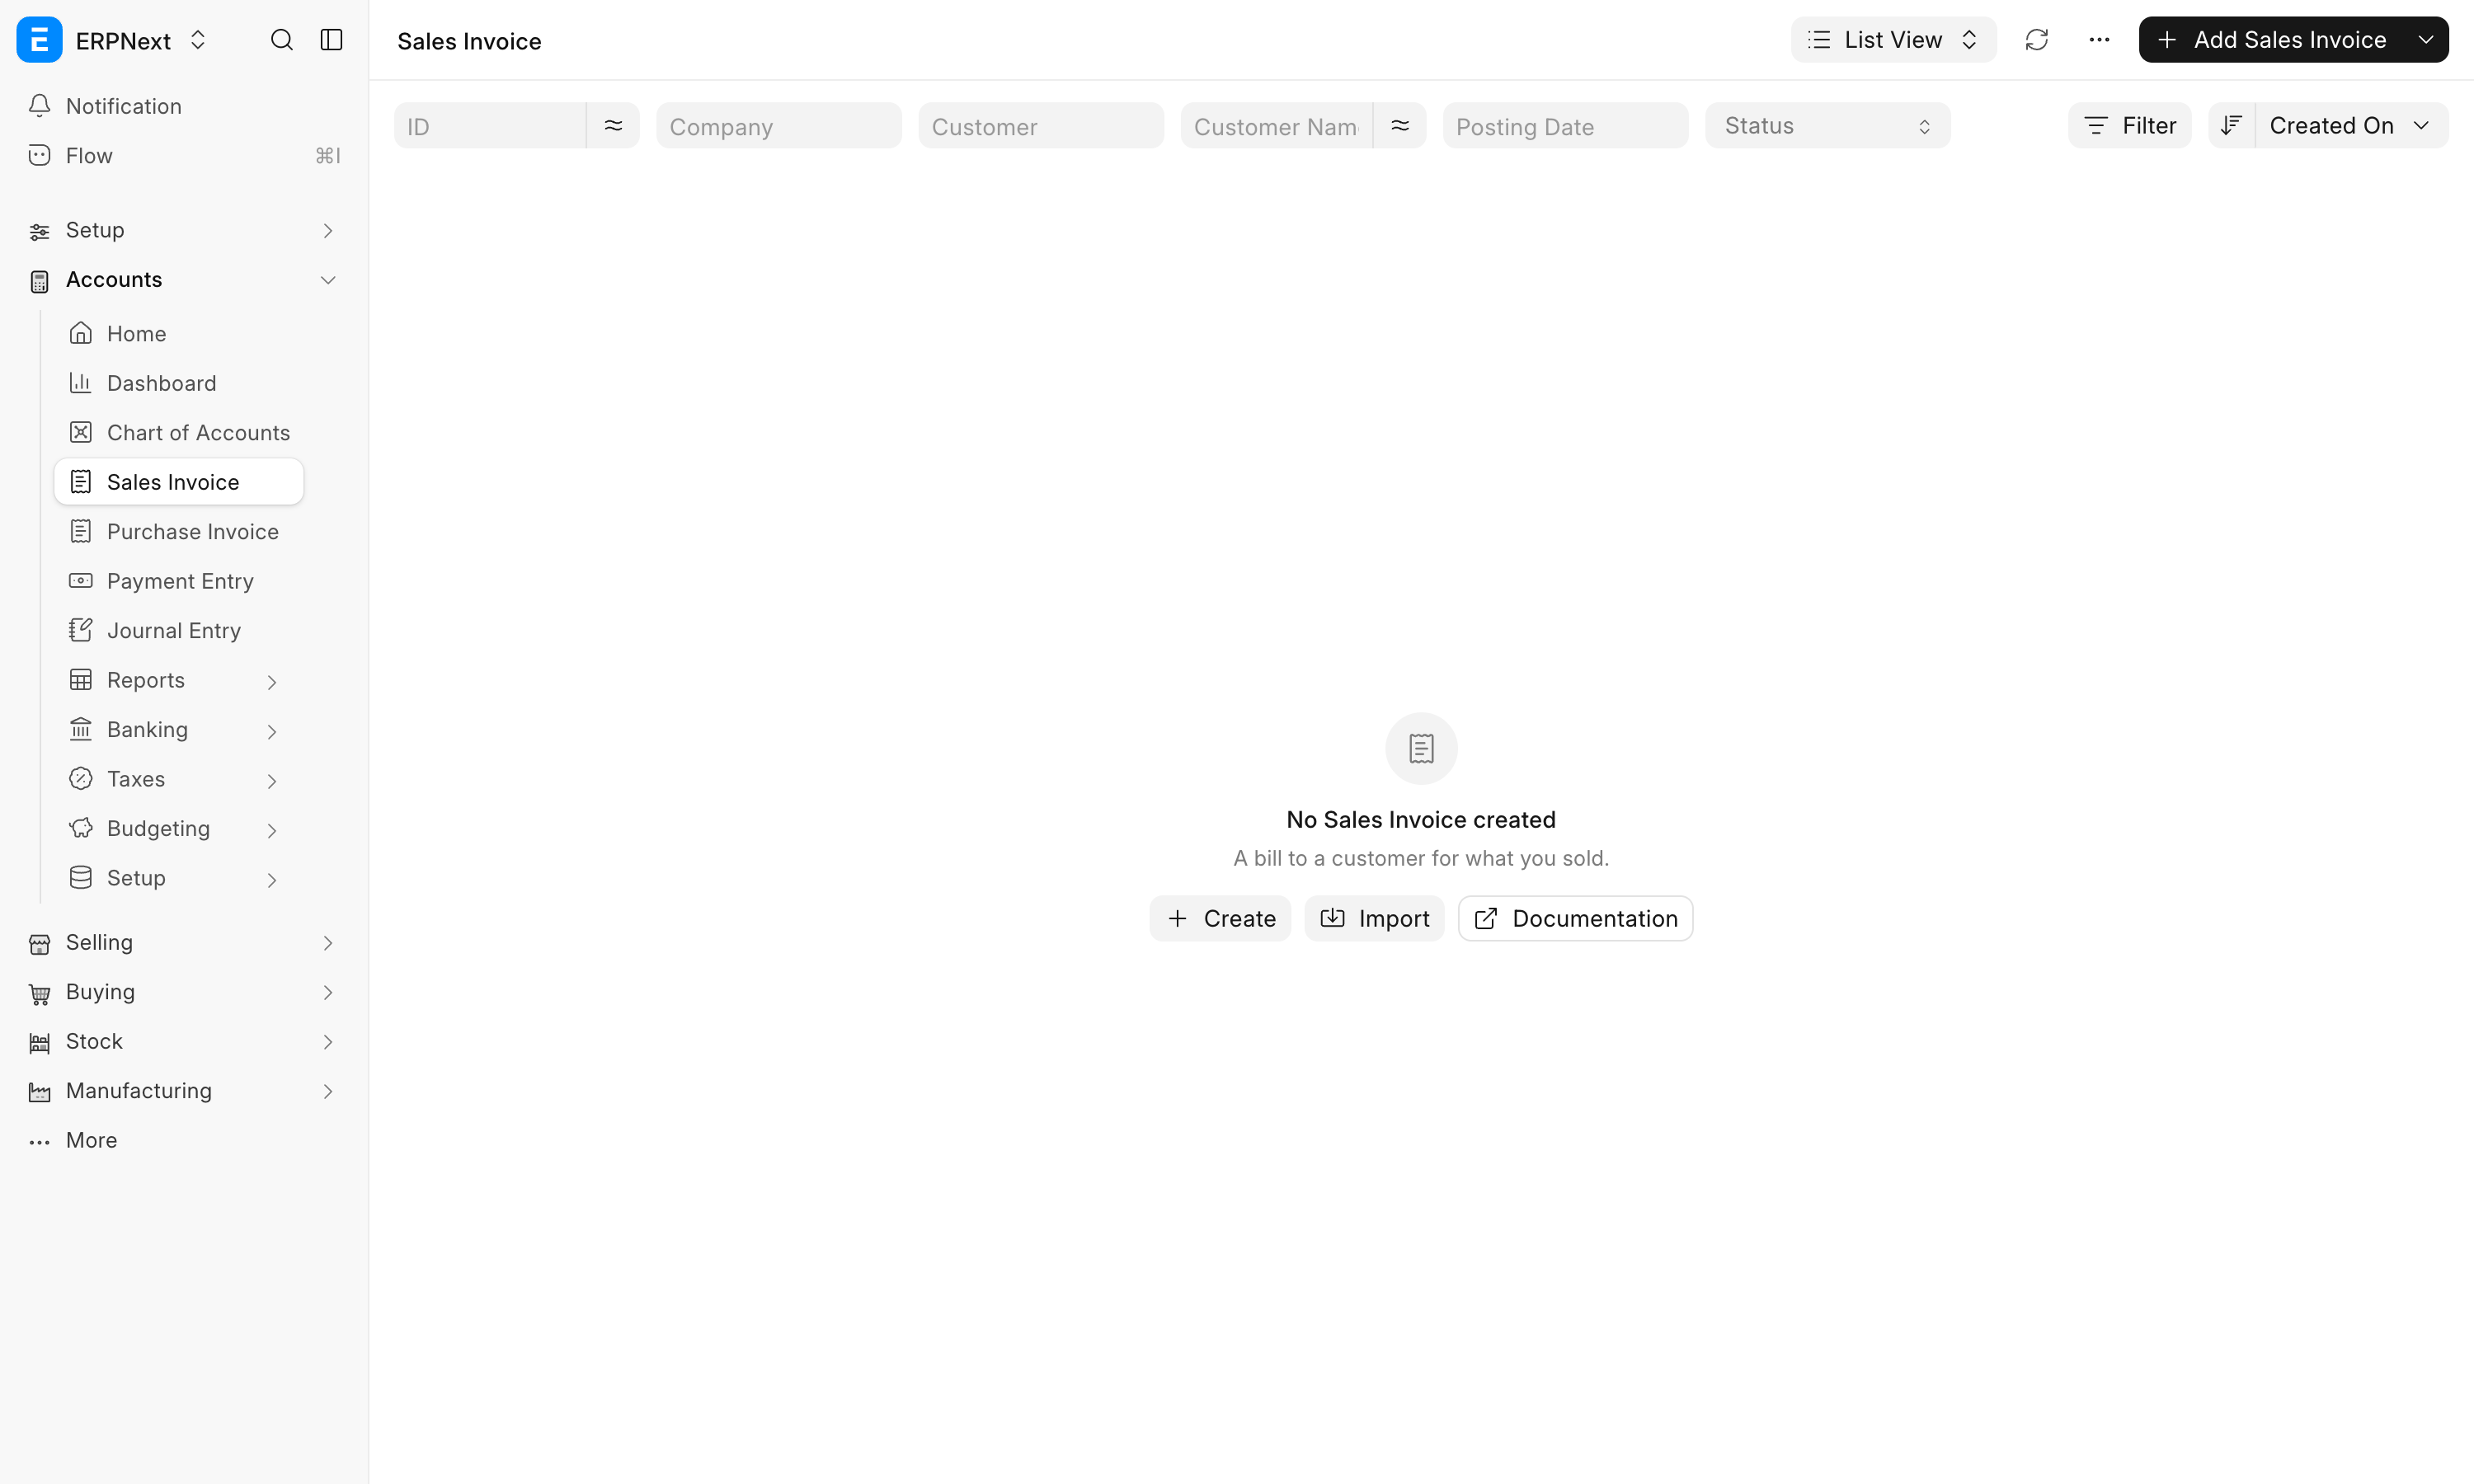 ERPNext
Notification
Flow ⌘I
Setup
Accounts
Home
Dashboard
Chart of Accounts
Sales Invoice
Purchase Invoice
Payment Entry
Journal Entry
Reports
Banking
Taxes
Budgeting
Setup
Selling
Buying
Stock
Manufacturing
More
Sales Invoice
List View
Add Sales Invoice
ID ≈ Company Customer Customer Nam ≈ Posting Date Status Filter Created On
No Sales Invoice created
A bill to a customer for what you sold.
Create Import Documentation